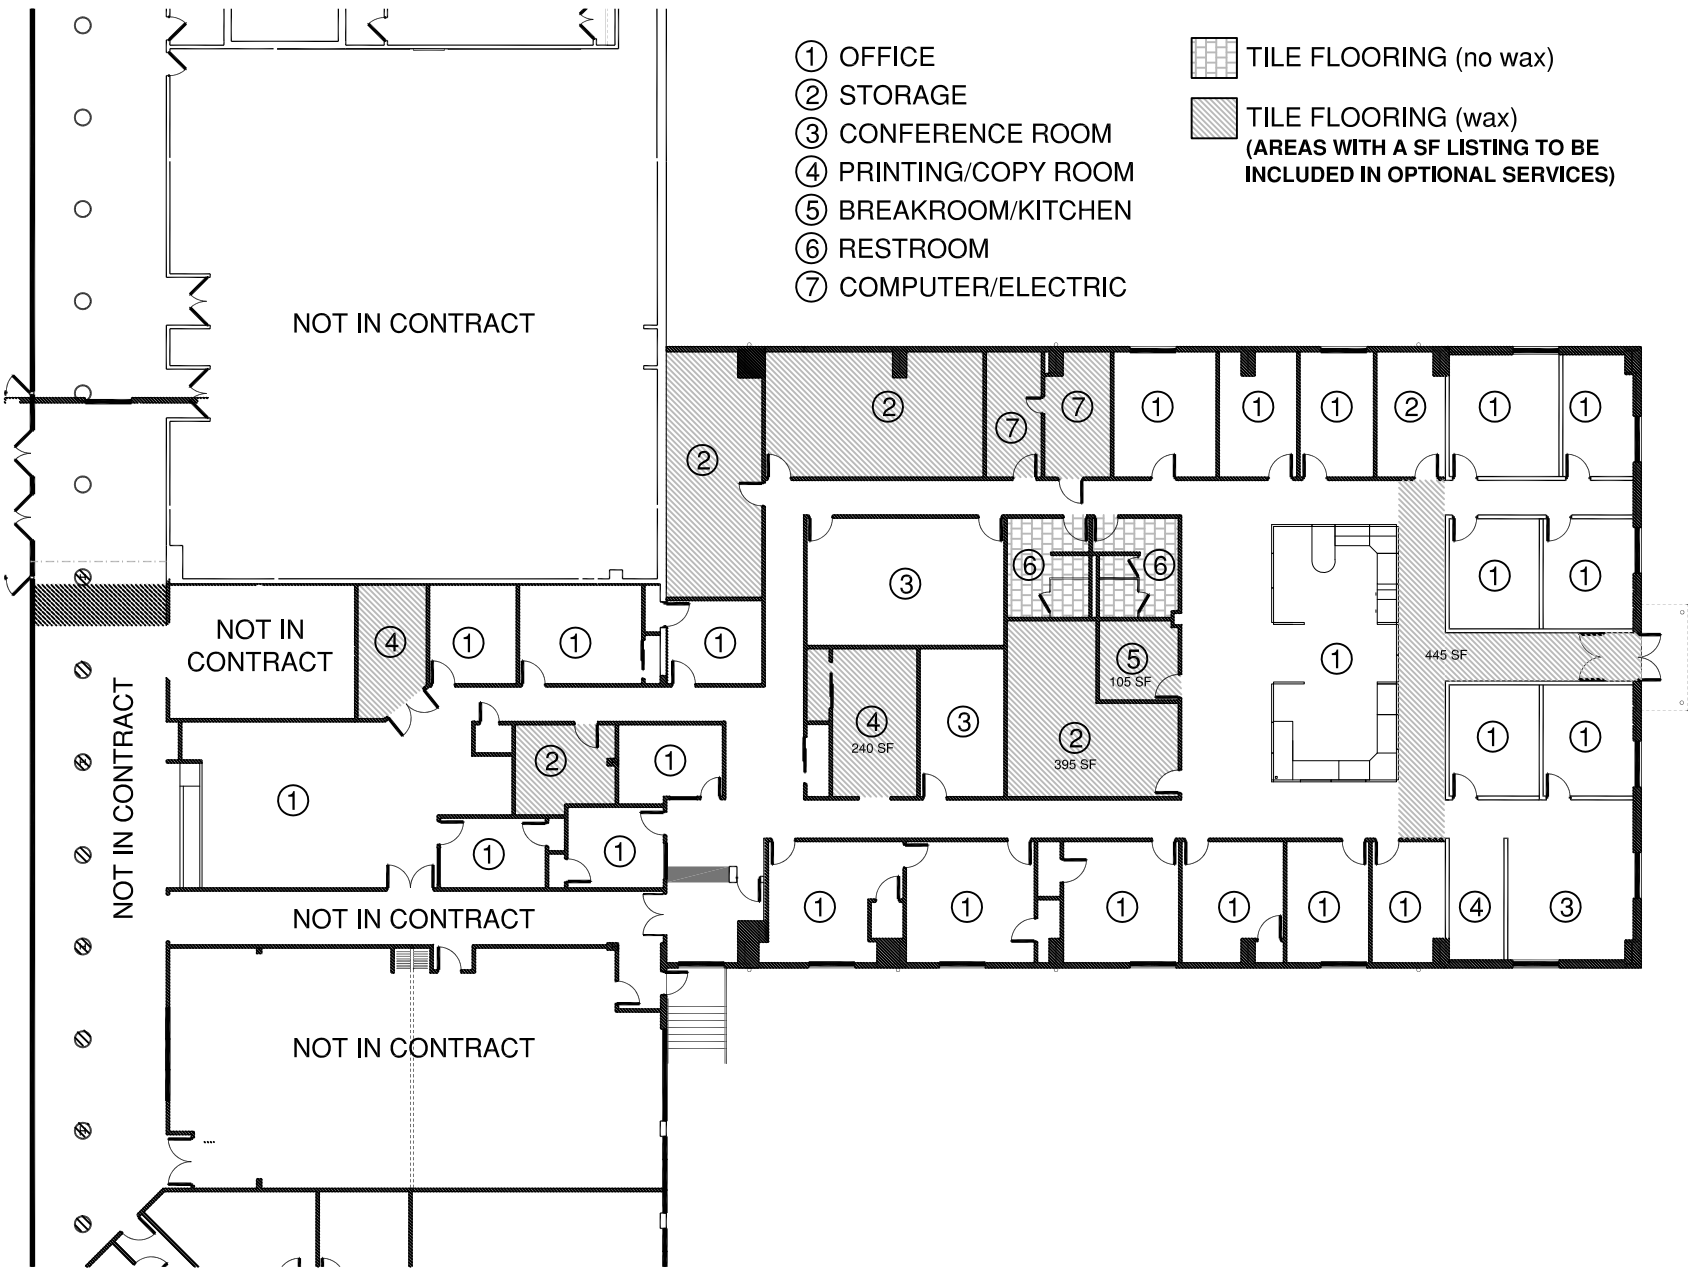 ① OFFICE
② STORAGE
③ CONFERENCE ROOM
④ PRINTING/COPY ROOM
⑤ BREAKROOM/KITCHEN
⑥ RESTROOM
⑦ COMPUTER/ELECTRIC
TILE FLOORING (no wax)
TILE FLOORING (wax)
(AREAS WITH A SF LISTING TO BE
INCLUDED IN OPTIONAL SERVICES)
NOT IN CONTRACT
② ⑦ ⑦ ① ① ① ② ① ①
②
③ ⑥ ⑥ ① ①
NOT IN
CONTRACT
④ ① ① ①
⑤
105 SF
①
445 SF
④
240 SF
③
②
395 SF
① ①
② ①
①
① ①
NOT IN CONTRACT
① ① ① ① ① ① ④ ③
NOT IN CONTRACT
NOT IN CONTRACT